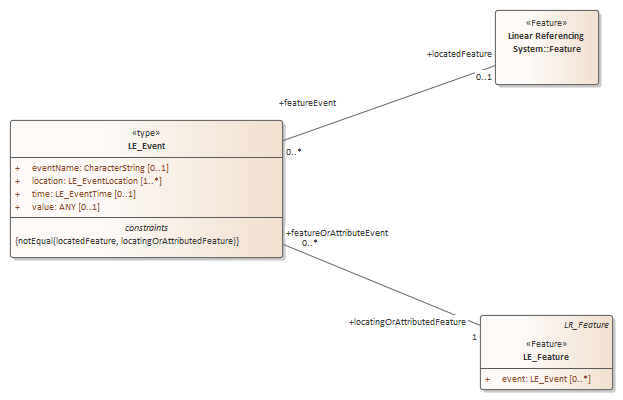 «Feature»
Linear Referencing
System::Feature
+locatedFeature
0..1
+featureEvent
0..*
«type»
LE_Event
+ eventName: CharacterString [0..1]
+ location: LE_EventLocation [1..*]
+ time: LE_EventTime [0..1]
+ value: ANY [0..1]
constraints
{notEqual(locatedFeature, locatingOrAttributedFeature)}
+featureOrAttributeEvent
0..*
+locatingOrAttributedFeature
1
LR_Feature
«Feature»
LE_Feature
+ event: LE_Event [0..*]